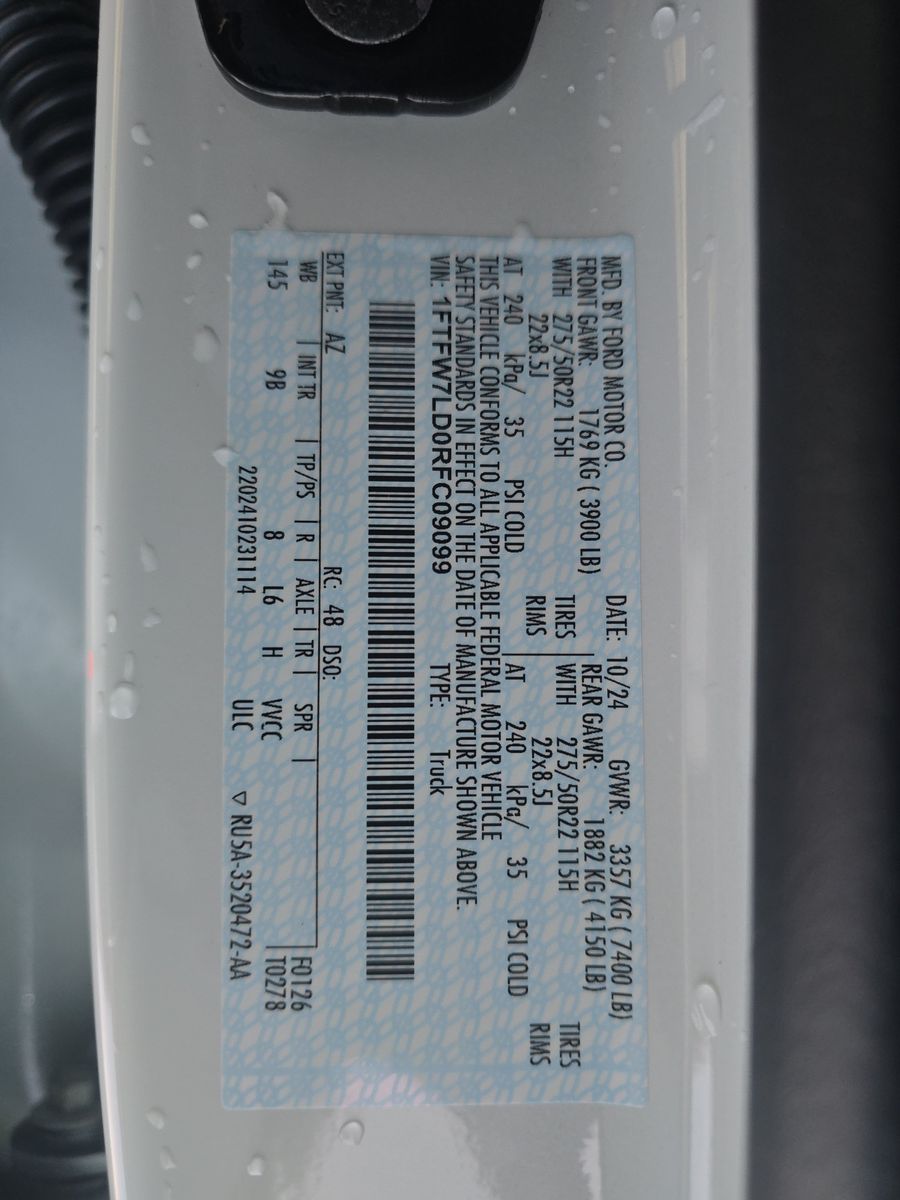 MFD. BY FORD MOTOR CO. DATE: 10/24 GVWR: 3357 KG ( 7400 LB)
FRONT GAWR: 1769 KG ( 3900 LB) REAR GAWR: 1882 KG ( 4150 LB)
WITH 275/50R22 115H TIRES WITH 275/50R22 115H TIRES
22x8.5J RIMS 22x8.5J RIMS
AT 240 kPa/ 35 PSI COLD AT 240 kPa/ 35 PSI COLD
THIS VEHICLE CONFORMS TO ALL APPLICABLE FEDERAL MOTOR VEHICLE
SAFETY STANDARDS IN EFFECT ON THE DATE OF MANUFACTURE SHOWN ABOVE.
VIN: 1FTFW7LD0RFC09099 TYPE: Truck
EXT PNT: AZ RC: 48 DSO:
WB | INT TR | TP/PS | R | AXLE | TR | SPR | F0126
145 9B 8 L6 H VVCC T0278
2202410231114 ULC ▽ RU5A-3520472-AA